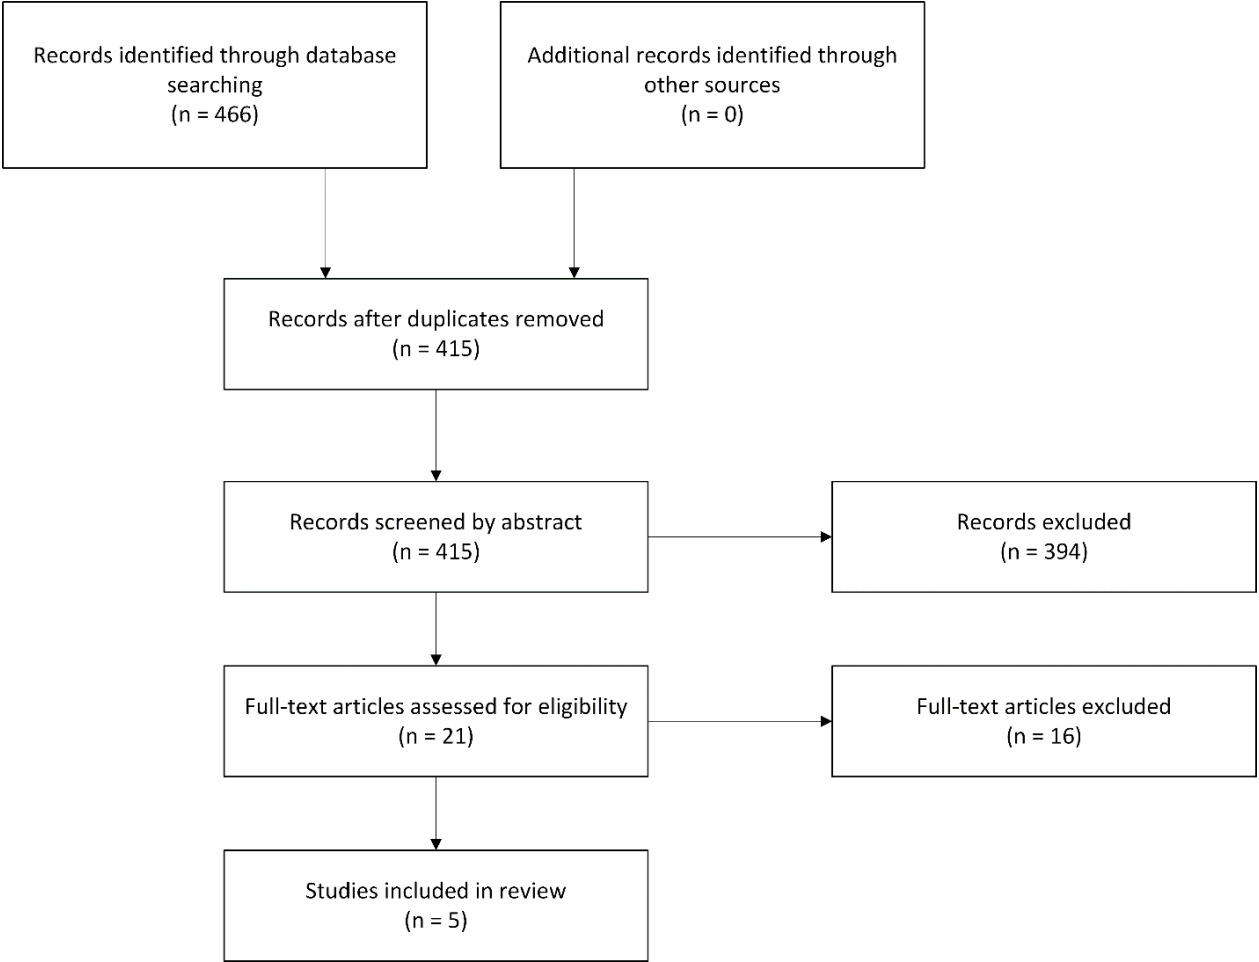 Records identified through database
searching
(n = 466)
Additional records identified through
other sources
(n = 0)
Records after duplicates removed
(n = 415)
Records screened by abstract
(n = 415)
Records excluded
(n = 394)
Full-text articles assessed for eligibility
(n = 21)
Full-text articles excluded
(n = 16)
Studies included in review
(n = 5)